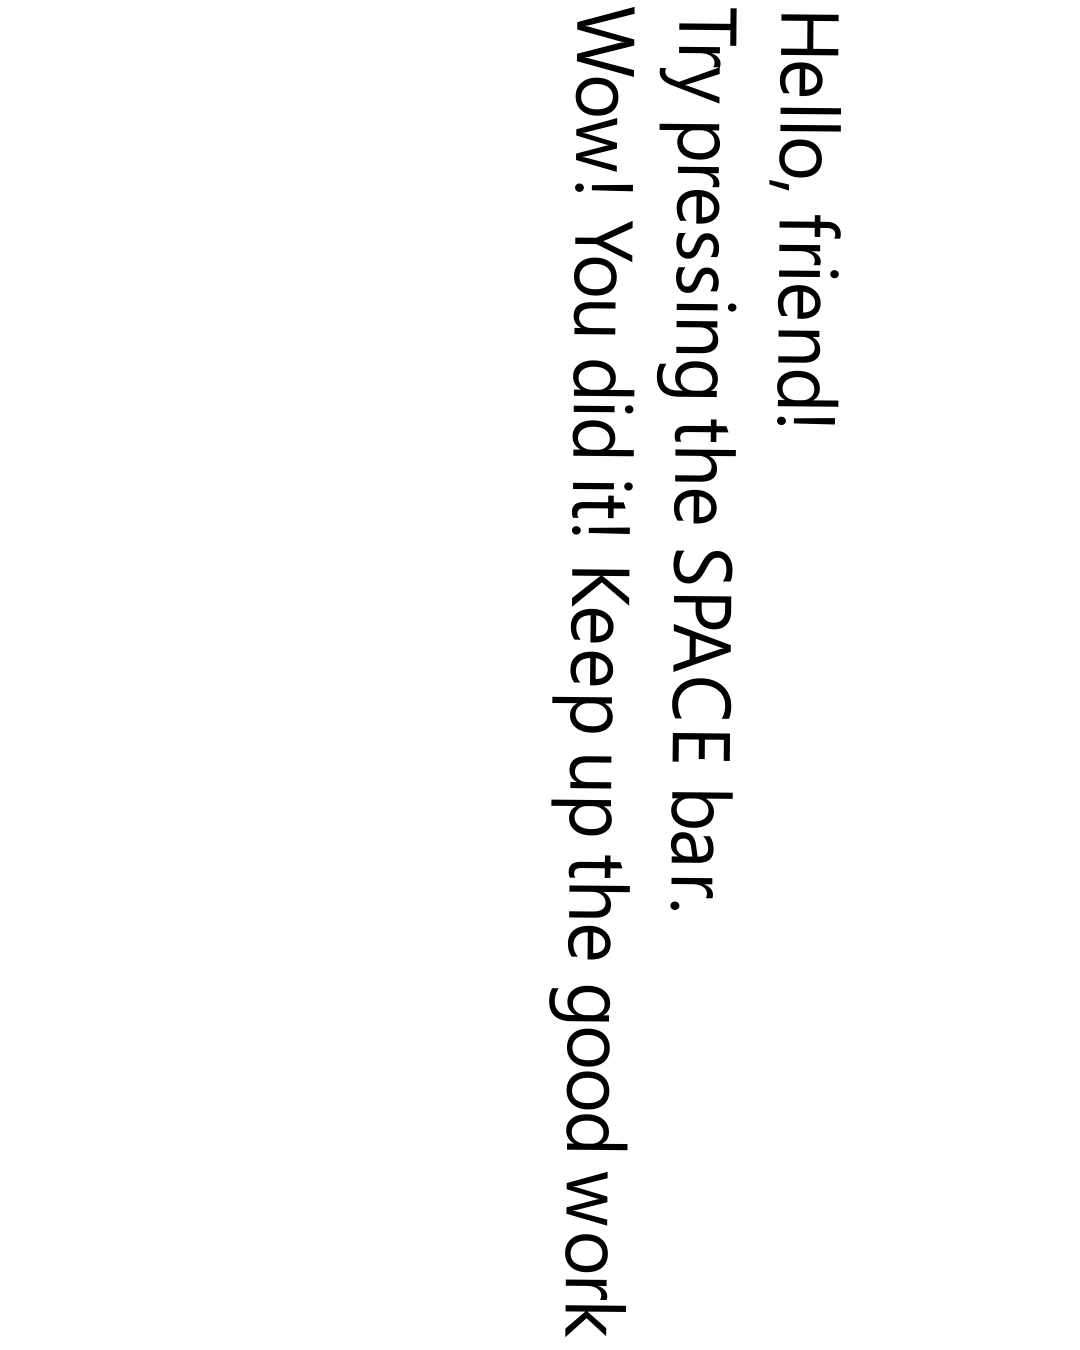 Hello, friend!
Try pressing the SPACE bar.
Wow! You did it! Keep up the good work